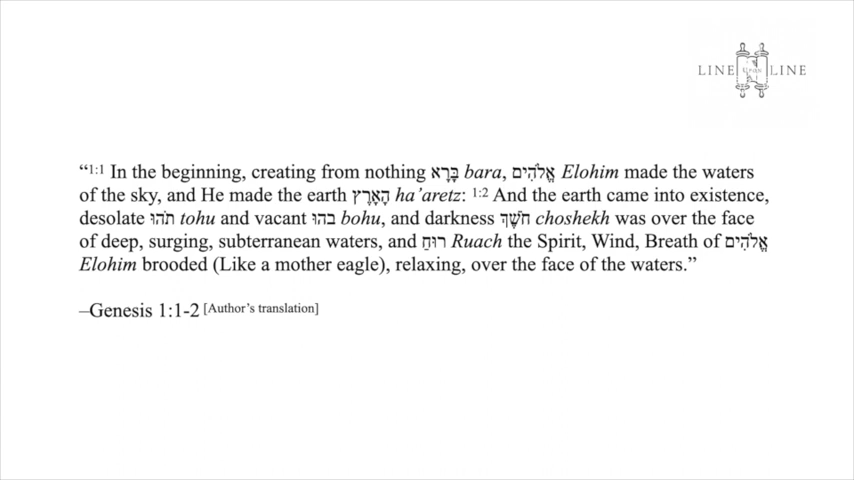 LINE UPON LINE
“1:1 In the beginning, creating from nothing בָּרָא bara, אֱלֹהִים Elohim made the waters
of the sky, and He made the earth הָאָרֶץ ha’aretz: 1:2 And the earth came into existence,
desolate תֹהוּ tohu and vacant בהוּ bohu, and darkness חֹשֶׁךְ choshekh was over the face
of deep, surging, subterranean waters, and רוּחַ Ruach the Spirit, Wind, Breath of אֱלֹהִים
Elohim brooded (Like a mother eagle), relaxing, over the face of the waters.”
–Genesis 1:1-2 [Author’s translation]